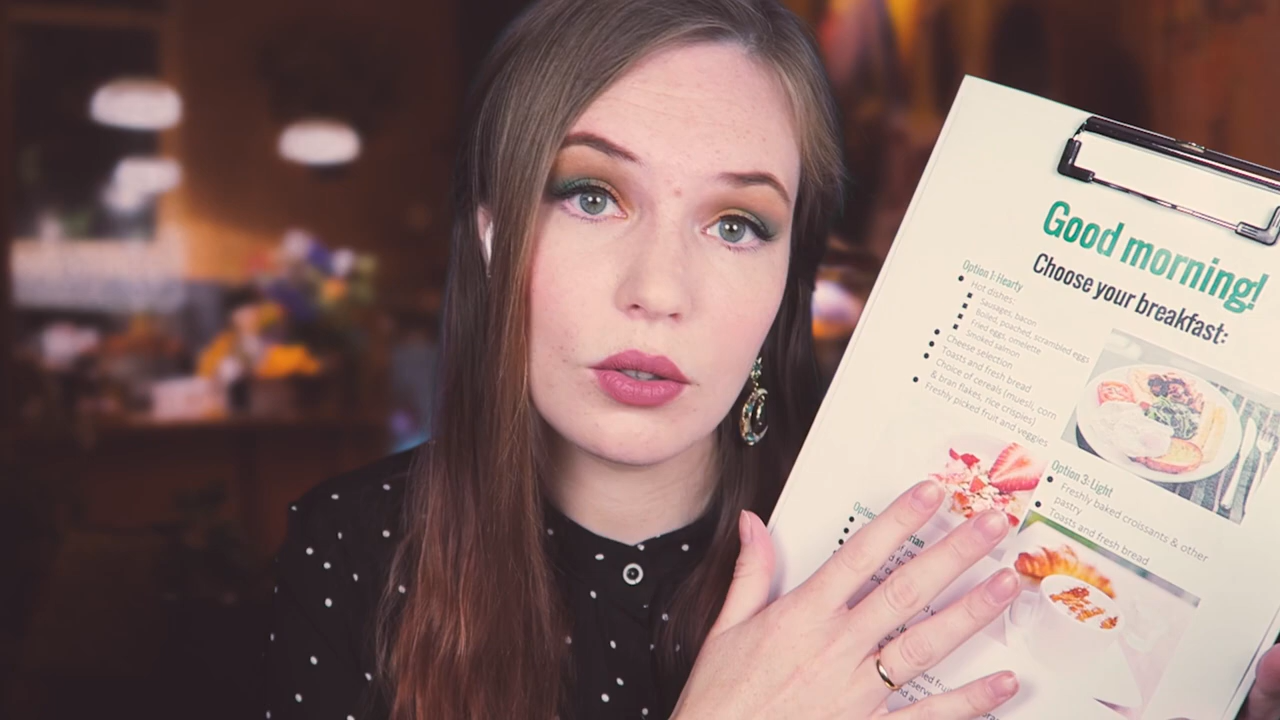 Good morning!
Choose your breakfast:
Option 1: Hearty
Hot dishes:
Sausages, bacon
Boiled, poached, scrambled eggs
Fried eggs, omelette
Smoked salmon
Cheese selection
Toasts and fresh bread
Choice of cereals (muesli, corn
& bran flakes, rice crispies)
Freshly picked fruit and veggies
Option 3: Light
Freshly baked croissants & other
pastry
Toasts and fresh bread